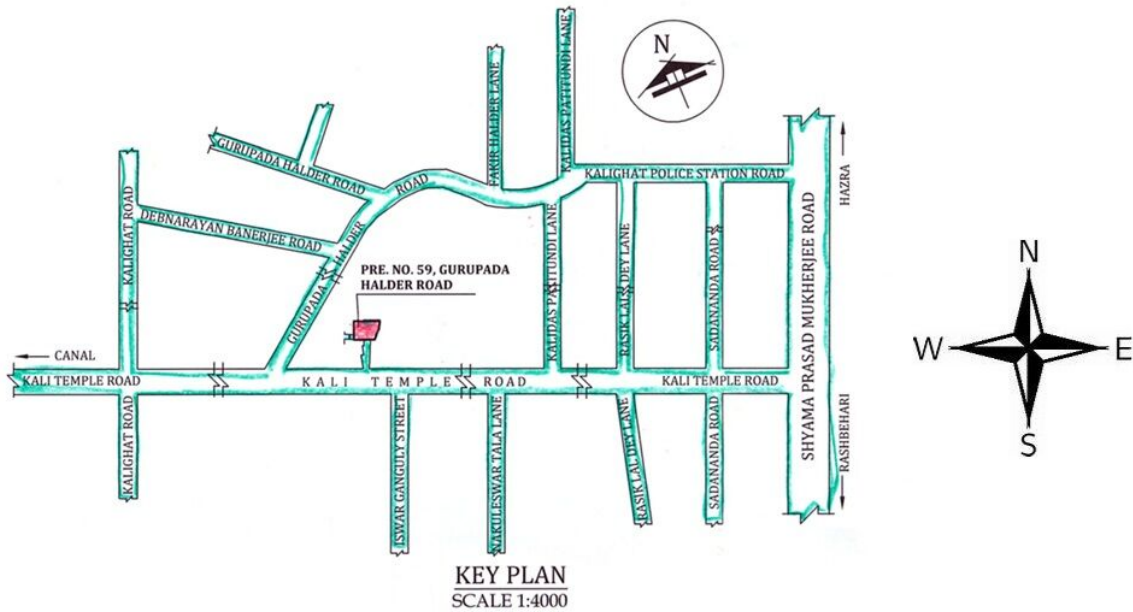 N
FAKIR HALDER LANE
KALIDAS PATITUNDI LANE
GURUPADA HALDER ROAD
ROAD
KALIGHAT POLICE STATION ROAD
HAZRA
KALIGHAT ROAD
DEBNARAYAN BANERJEE ROAD
HALDER
GURUPADA
PRE. NO. 59, GURUPADA
HALDER ROAD
KALIDAS PATITUNDI LANE
RASIK LAL DEY LANE
SADANANDA ROAD
SHYAMA PRASAD MUKHERJEE ROAD
CANAL
KALI TEMPLE ROAD
KALI TEMPLE ROAD
KALI TEMPLE ROAD
KALIGHAT ROAD
ISWAR GANGULY STREET
NAKULESWAR TALA LANE
RASIK LAL DEY LANE
SADANANDA ROAD
RASHBEHARI
KEY PLAN
SCALE 1:4000
N
W
E
S